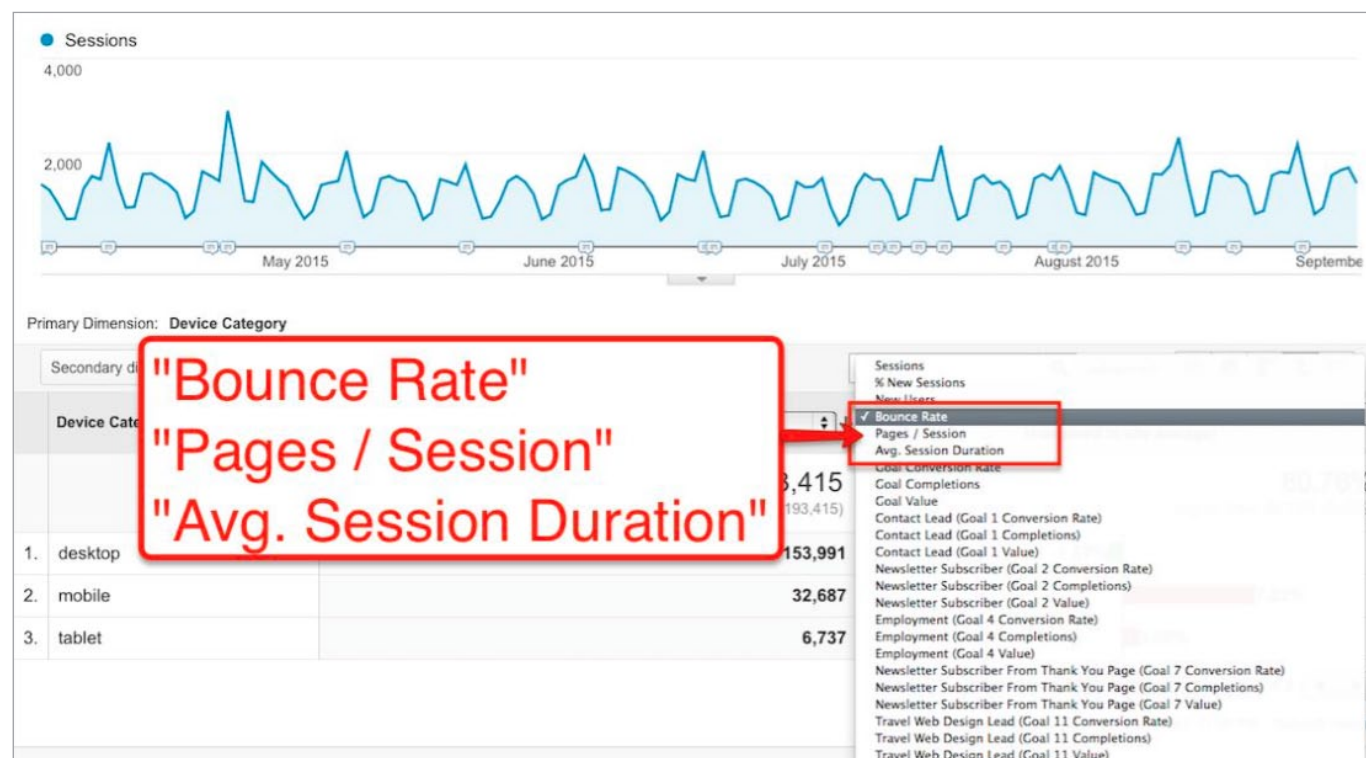 Sessions
4,000
2,000
May 2015
June 2015
July 2015
August 2015
Septembe
Primary Dimension: Device Category
Secondary di
"Bounce Rate"
"Pages / Session"
"Avg. Session Duration"
Device Cate
3,415
193,415)
1. desktop 153,991
2. mobile 32,687
3. tablet 6,737
Sessions
% New Sessions
New Users
✓ Bounce Rate
Pages / Session
Avg. Session Duration
Goal Conversion Rate
Goal Completions
Goal Value
Contact Lead (Goal 1 Conversion Rate)
Contact Lead (Goal 1 Completions)
Contact Lead (Goal 1 Value)
Newsletter Subscriber (Goal 2 Conversion Rate)
Newsletter Subscriber (Goal 2 Completions)
Newsletter Subscriber (Goal 2 Value)
Employment (Goal 4 Conversion Rate)
Employment (Goal 4 Completions)
Employment (Goal 4 Value)
Newsletter Subscriber From Thank You Page (Goal 7 Conversion Rate)
Newsletter Subscriber From Thank You Page (Goal 7 Completions)
Newsletter Subscriber From Thank You Page (Goal 7 Value)
Travel Web Design Lead (Goal 11 Conversion Rate)
Travel Web Design Lead (Goal 11 Completions)
Travel Web Design Lead (Goal 11 Value)